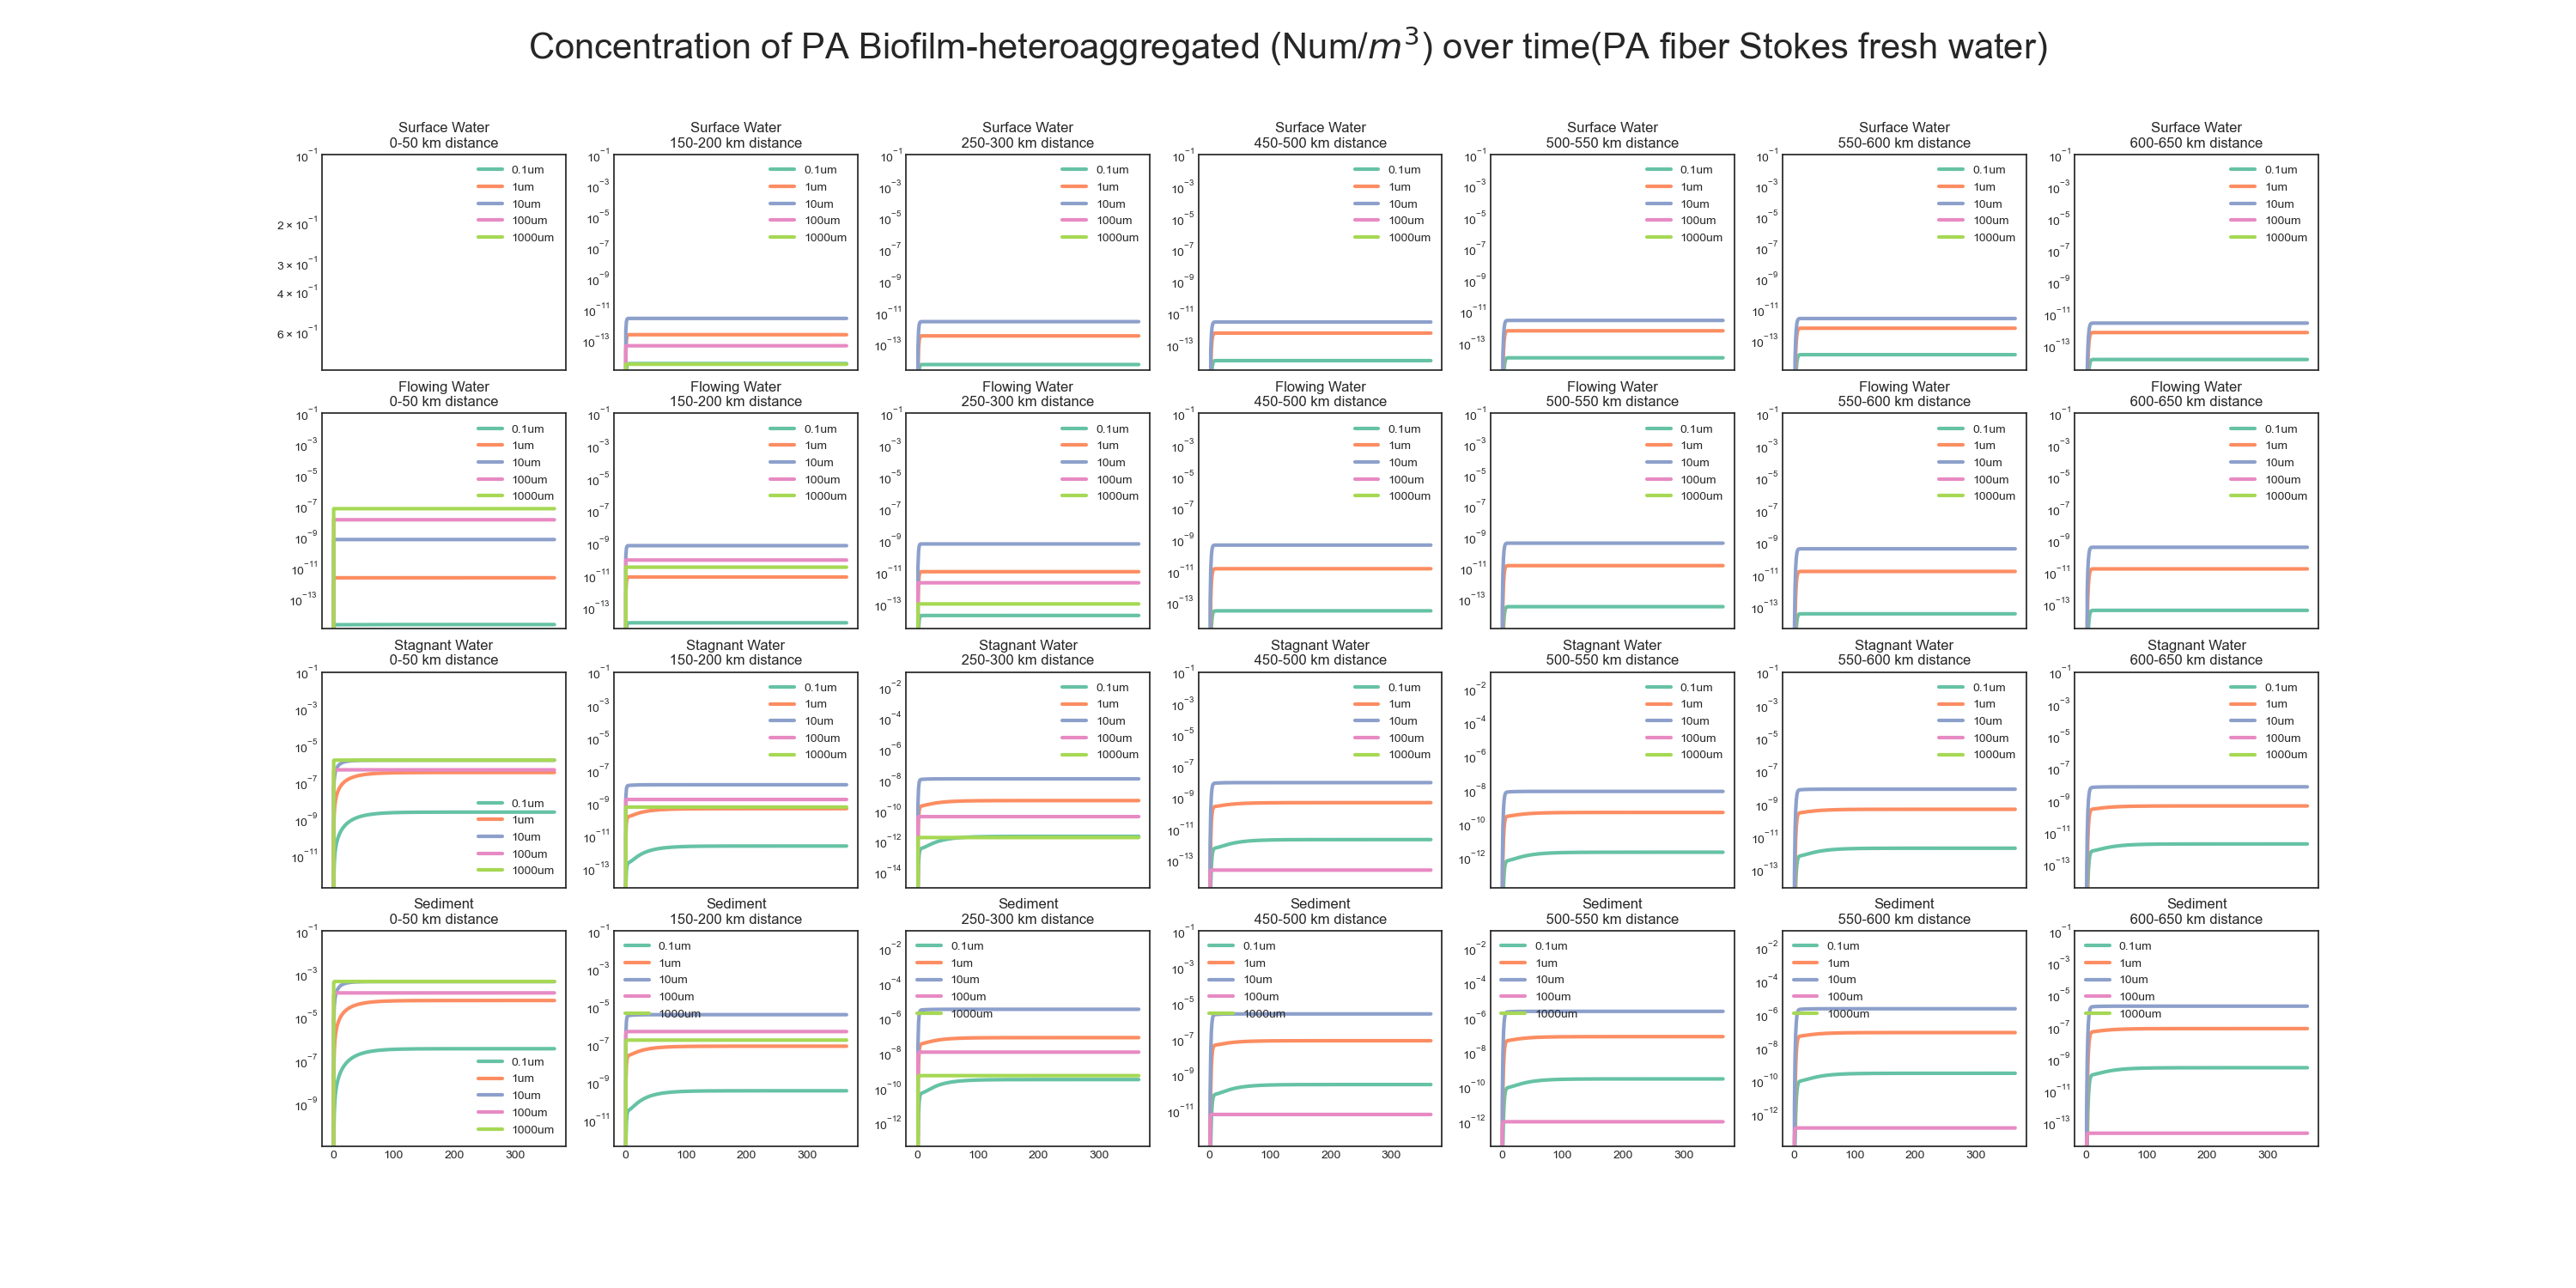 Concentration of PA Biofilm-heteroaggregated (Num/m³) over time(PA fiber Stokes fresh water)
Surface Water
0-50 km distance
10⁻¹
2 × 10⁻¹
3 × 10⁻¹
4 × 10⁻¹
6 × 10⁻¹
0.1um
1um
10um
100um
1000um
Surface Water
150-200 km distance
10⁻¹
10⁻³
10⁻⁵
10⁻⁷
10⁻⁹
10⁻¹¹
10⁻¹³
0.1um
1um
10um
100um
1000um
Surface Water
250-300 km distance
10⁻¹
10⁻³
10⁻⁵
10⁻⁷
10⁻⁹
10⁻¹¹
10⁻¹³
0.1um
1um
10um
100um
1000um
Surface Water
450-500 km distance
10⁻¹
10⁻³
10⁻⁵
10⁻⁷
10⁻⁹
10⁻¹¹
10⁻¹³
0.1um
1um
10um
100um
1000um
Surface Water
500-550 km distance
10⁻¹
10⁻³
10⁻⁵
10⁻⁷
10⁻⁹
10⁻¹¹
10⁻¹³
0.1um
1um
10um
100um
1000um
Surface Water
550-600 km distance
10⁻¹
10⁻³
10⁻⁵
10⁻⁷
10⁻⁹
10⁻¹¹
10⁻¹³
0.1um
1um
10um
100um
1000um
Surface Water
600-650 km distance
10⁻¹
10⁻³
10⁻⁵
10⁻⁷
10⁻⁹
10⁻¹¹
10⁻¹³
0.1um
1um
10um
100um
1000um
Flowing Water
0-50 km distance
10⁻¹
10⁻³
10⁻⁵
10⁻⁷
10⁻⁹
10⁻¹¹
10⁻¹³
0.1um
1um
10um
100um
1000um
Flowing Water
150-200 km distance
10⁻¹
10⁻³
10⁻⁵
10⁻⁷
10⁻⁹
10⁻¹¹
10⁻¹³
0.1um
1um
10um
100um
1000um
Flowing Water
250-300 km distance
10⁻¹
10⁻³
10⁻⁵
10⁻⁷
10⁻⁹
10⁻¹¹
10⁻¹³
0.1um
1um
10um
100um
1000um
Flowing Water
450-500 km distance
10⁻¹
10⁻³
10⁻⁵
10⁻⁷
10⁻⁹
10⁻¹¹
10⁻¹³
0.1um
1um
10um
100um
1000um
Flowing Water
500-550 km distance
10⁻¹
10⁻³
10⁻⁵
10⁻⁷
10⁻⁹
10⁻¹¹
10⁻¹³
0.1um
1um
10um
100um
1000um
Flowing Water
550-600 km distance
10⁻¹
10⁻³
10⁻⁵
10⁻⁷
10⁻⁹
10⁻¹¹
10⁻¹³
0.1um
1um
10um
100um
1000um
Flowing Water
600-650 km distance
10⁻¹
10⁻³
10⁻⁵
10⁻⁷
10⁻⁹
10⁻¹¹
10⁻¹³
0.1um
1um
10um
100um
1000um
Stagnant Water
0-50 km distance
10⁻¹
10⁻³
10⁻⁵
10⁻⁷
10⁻⁹
10⁻¹¹
0.1um
1um
10um
100um
1000um
Stagnant Water
150-200 km distance
10⁻¹
10⁻³
10⁻⁵
10⁻⁷
10⁻⁹
10⁻¹¹
10⁻¹³
0.1um
1um
10um
100um
1000um
Stagnant Water
250-300 km distance
10⁻²
10⁻⁴
10⁻⁶
10⁻⁸
10⁻¹⁰
10⁻¹²
10⁻¹⁴
0.1um
1um
10um
100um
1000um
Stagnant Water
450-500 km distance
10⁻¹
10⁻³
10⁻⁵
10⁻⁷
10⁻⁹
10⁻¹¹
10⁻¹³
0.1um
1um
10um
100um
1000um
Stagnant Water
500-550 km distance
10⁻²
10⁻⁴
10⁻⁶
10⁻⁸
10⁻¹⁰
10⁻¹²
0.1um
1um
10um
100um
1000um
Stagnant Water
550-600 km distance
10⁻¹
10⁻³
10⁻⁵
10⁻⁷
10⁻⁹
10⁻¹¹
10⁻¹³
0.1um
1um
10um
100um
1000um
Stagnant Water
600-650 km distance
10⁻¹
10⁻³
10⁻⁵
10⁻⁷
10⁻⁹
10⁻¹¹
10⁻¹³
0.1um
1um
10um
100um
1000um
Sediment
0-50 km distance
10⁻¹
10⁻³
10⁻⁵
10⁻⁷
10⁻⁹
0.1um
1um
10um
100um
1000um
0 100 200 300
Sediment
150-200 km distance
10⁻¹
10⁻³
10⁻⁵
10⁻⁷
10⁻⁹
10⁻¹¹
0.1um
1um
10um
100um
1000um
0 100 200 300
Sediment
250-300 km distance
10⁻²
10⁻⁴
10⁻⁶
10⁻⁸
10⁻¹⁰
10⁻¹²
0.1um
1um
10um
100um
1000um
0 100 200 300
Sediment
450-500 km distance
10⁻¹
10⁻³
10⁻⁵
10⁻⁷
10⁻⁹
10⁻¹¹
0.1um
1um
10um
100um
1000um
0 100 200 300
Sediment
500-550 km distance
10⁻²
10⁻⁴
10⁻⁶
10⁻⁸
10⁻¹⁰
10⁻¹²
0.1um
1um
10um
100um
1000um
0 100 200 300
Sediment
550-600 km distance
10⁻²
10⁻⁴
10⁻⁶
10⁻⁸
10⁻¹⁰
10⁻¹²
0.1um
1um
10um
100um
1000um
0 100 200 300
Sediment
600-650 km distance
10⁻¹
10⁻³
10⁻⁵
10⁻⁷
10⁻⁹
10⁻¹¹
10⁻¹³
0.1um
1um
10um
100um
1000um
0 100 200 300